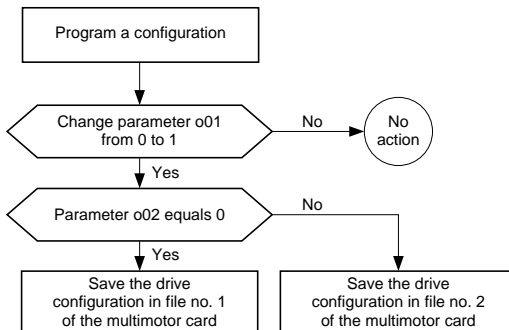 Program a configuration
Change parameter o01
from 0 to 1
No
No
action
Yes
Parameter o02 equals 0
No
Yes
Save the drive
configuration in file no. 1
of the multimotor card
Save the drive
configuration in file no. 2
of the multimotor card